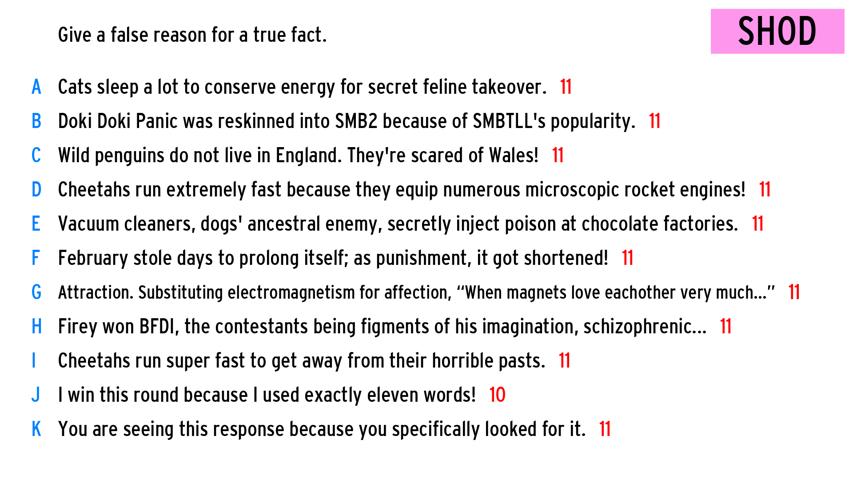 Give a false reason for a true fact.
SHOD
A Cats sleep a lot to conserve energy for secret feline takeover. 11
B Doki Doki Panic was reskinned into SMB2 because of SMBTLL's popularity. 11
C Wild penguins do not live in England. They're scared of Wales! 11
D Cheetahs run extremely fast because they equip numerous microscopic rocket engines! 11
E Vacuum cleaners, dogs' ancestral enemy, secretly inject poison at chocolate factories. 11
F February stole days to prolong itself; as punishment, it got shortened! 11
G Attraction. Substituting electromagnetism for affection, “When magnets love eachother very much...” 11
H Firey won BFDI, the contestants being figments of his imagination, schizophrenic... 11
I Cheetahs run super fast to get away from their horrible pasts. 11
J I win this round because I used exactly eleven words! 10
K You are seeing this response because you specifically looked for it. 11